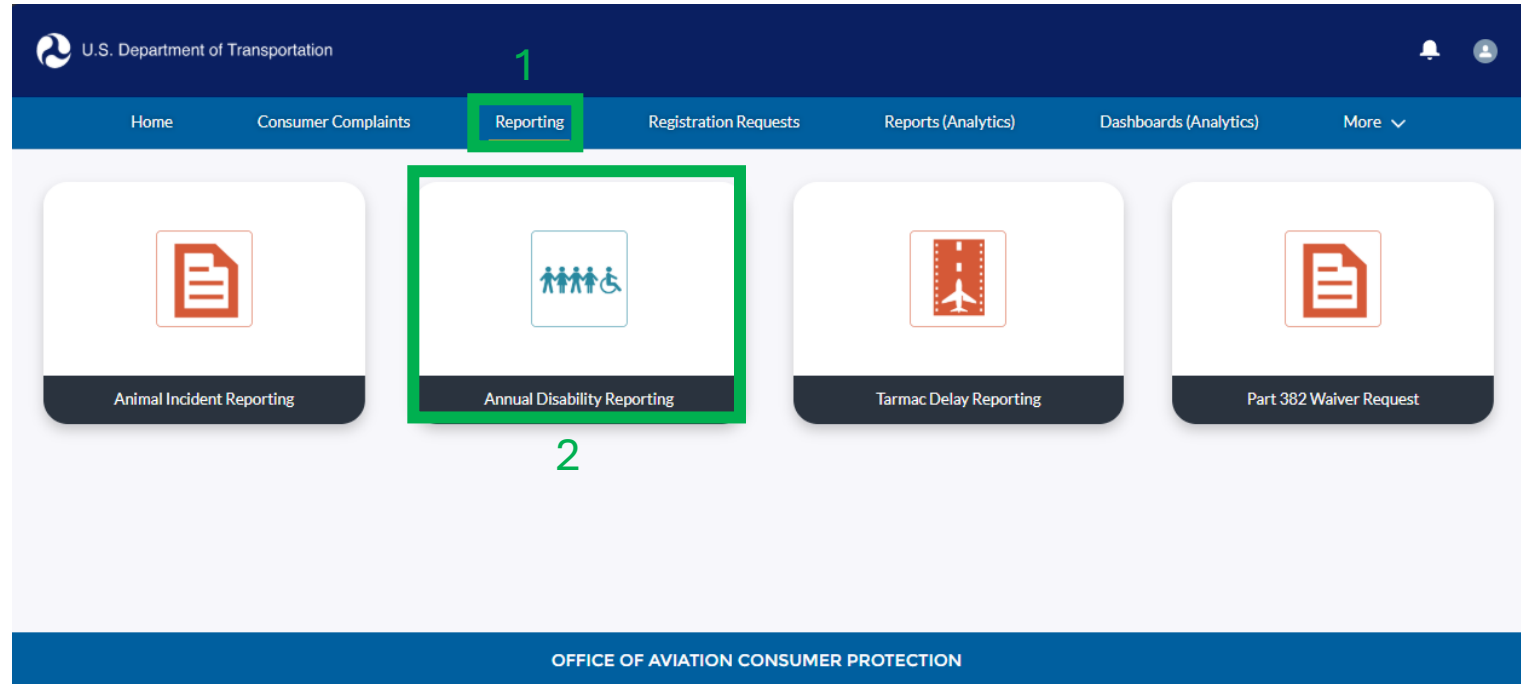 U.S. Department of Transportation
1
Home Consumer Complaints Reporting Registration Requests Reports (Analytics) Dashboards (Analytics) More
Animal Incident Reporting Annual Disability Reporting Tarmac Delay Reporting Part 382 Waiver Request
2
OFFICE OF AVIATION CONSUMER PROTECTION